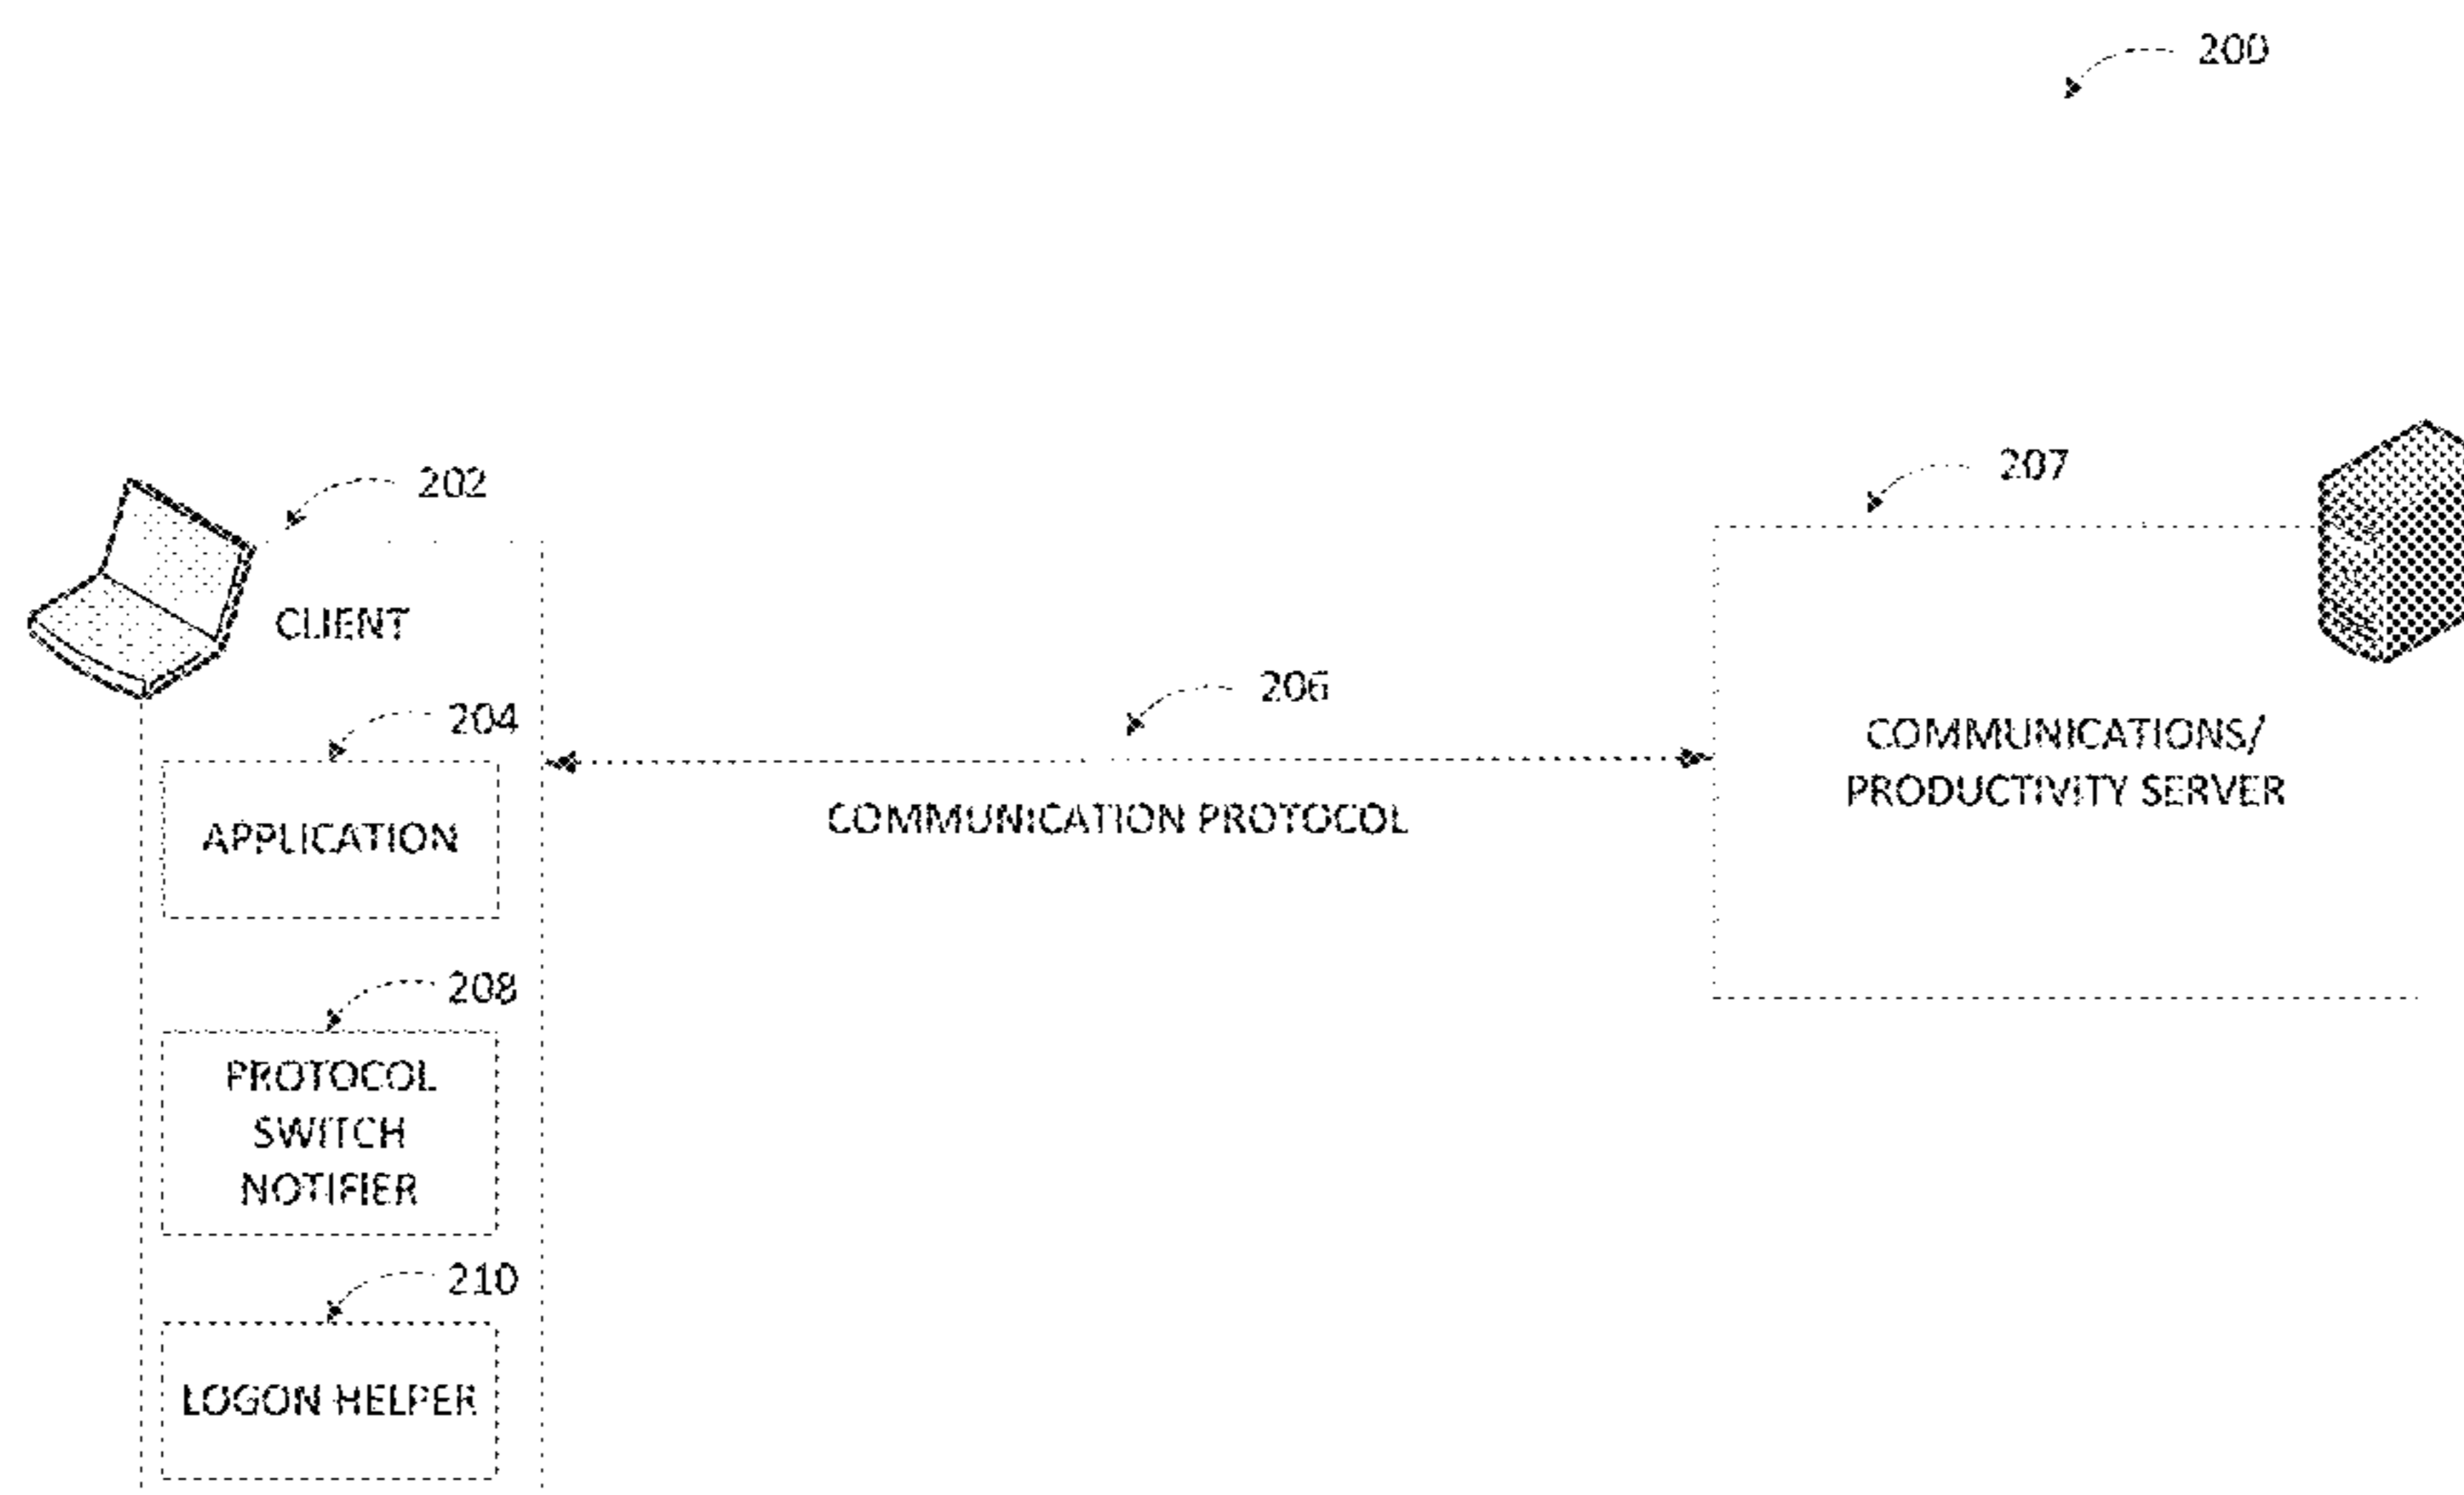 200
202
207
CLIENT
206
204
COMMUNICATIONS/
PRODUCTIVITY SERVER
COMMUNICATION PROTOCOL
APPLICATION
208
PROTOCOL
SWITCH
NOTIFIER
210
LOGON HELPER